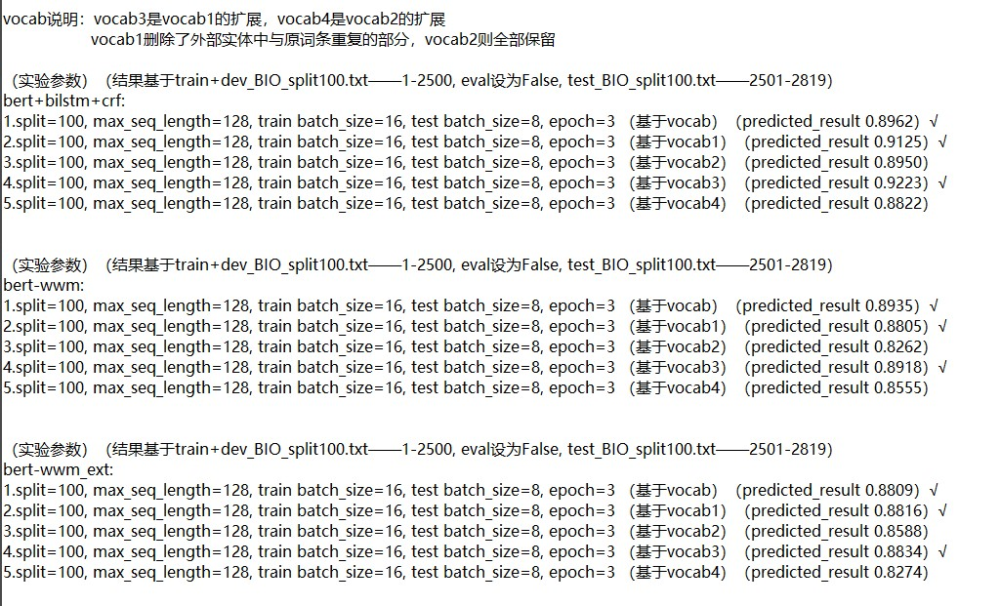 vocab说明：vocab3是vocab1的扩展，vocab4是vocab2的扩展
vocab1删除了外部实体中与原词条重复的部分，vocab2则全部保留
（实验参数）（结果基于train+dev_BIO_split100.txt——1-2500, eval设为False, test_BIO_split100.txt——2501-2819）
bert+bilstm+crf:
1.split=100, max_seq_length=128, train batch_size=16, test batch_size=8, epoch=3 （基于vocab）（predicted_result 0.8962）√
2.split=100, max_seq_length=128, train batch_size=16, test batch_size=8, epoch=3 （基于vocab1）（predicted_result 0.9125）√
3.split=100, max_seq_length=128, train batch_size=16, test batch_size=8, epoch=3 （基于vocab2）（predicted_result 0.8950)
4.split=100, max_seq_length=128, train batch_size=16, test batch_size=8, epoch=3 （基于vocab3）（predicted_result 0.9223）√
5.split=100, max_seq_length=128, train batch_size=16, test batch_size=8, epoch=3 （基于vocab4）（predicted_result 0.8822）
（实验参数）（结果基于train+dev_BIO_split100.txt——1-2500, eval设为False, test_BIO_split100.txt——2501-2819）
bert-wwm:
1.split=100, max_seq_length=128, train batch_size=16, test batch_size=8, epoch=3 （基于vocab）（predicted_result 0.8935）√
2.split=100, max_seq_length=128, train batch_size=16, test batch_size=8, epoch=3 （基于vocab1）（predicted_result 0.8805）√
3.split=100, max_seq_length=128, train batch_size=16, test batch_size=8, epoch=3 （基于vocab2）（predicted_result 0.8262）
4.split=100, max_seq_length=128, train batch_size=16, test batch_size=8, epoch=3 （基于vocab3）（predicted_result 0.8918）√
5.split=100, max_seq_length=128, train batch_size=16, test batch_size=8, epoch=3 （基于vocab4）（predicted_result 0.8555）
（实验参数）（结果基于train+dev_BIO_split100.txt——1-2500, eval设为False, test_BIO_split100.txt——2501-2819）
bert-wwm_ext:
1.split=100, max_seq_length=128, train batch_size=16, test batch_size=8, epoch=3 （基于vocab）（predicted_result 0.8809）√
2.split=100, max_seq_length=128, train batch_size=16, test batch_size=8, epoch=3 （基于vocab1）（predicted_result 0.8816）√
3.split=100, max_seq_length=128, train batch_size=16, test batch_size=8, epoch=3 （基于vocab2）（predicted_result 0.8588）
4.split=100, max_seq_length=128, train batch_size=16, test batch_size=8, epoch=3 （基于vocab3）（predicted_result 0.8834）√
5.split=100, max_seq_length=128, train batch_size=16, test batch_size=8, epoch=3 （基于vocab4）（predicted_result 0.8274）